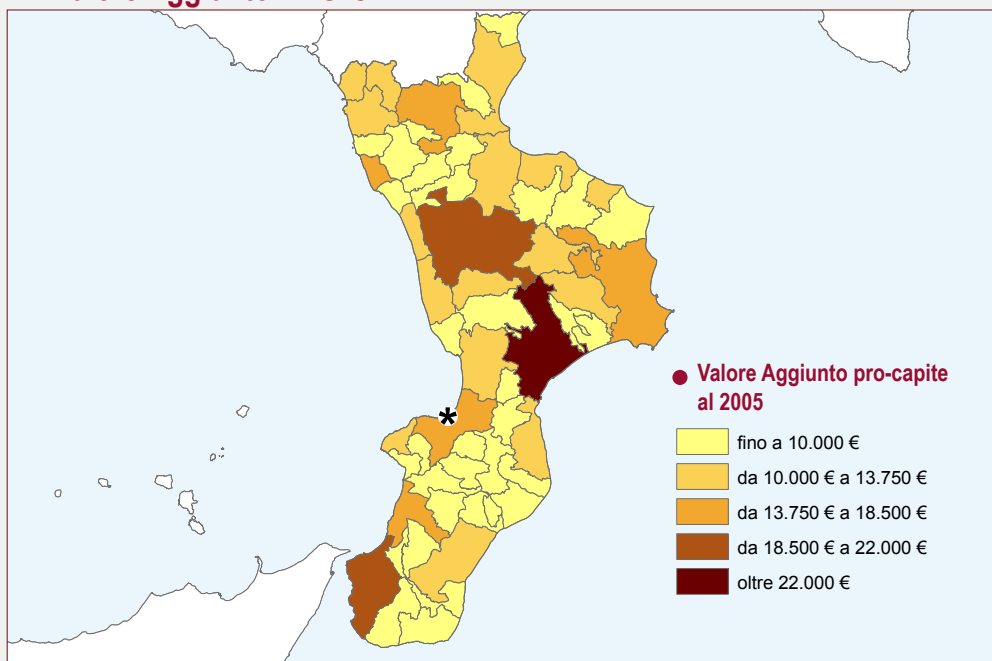 Valore Aggiunto pro-capite
al 2005
fino a 10.000 €
da 10.000 € a 13.750 €
da 13.750 € a 18.500 €
da 18.500 € a 22.000 €
oltre 22.000 €
*